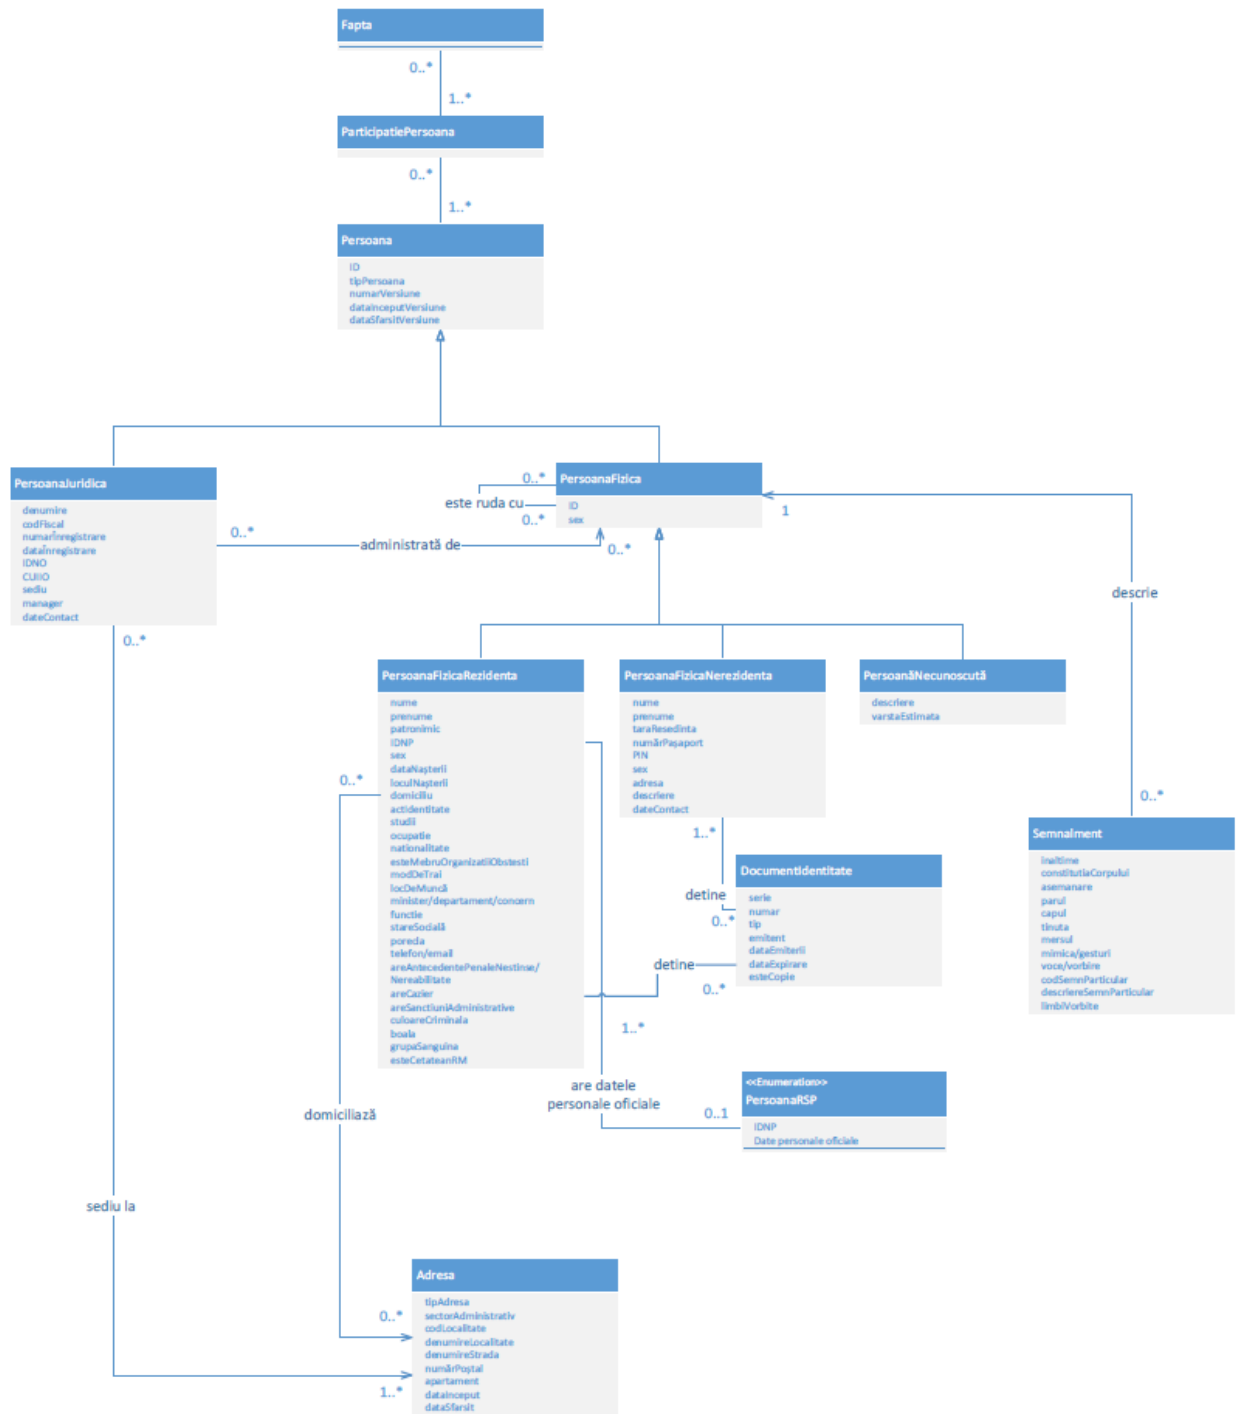 Fapta
0..*
1..*
ParticipatiePersoana
0..*
1..*
Persoana
ID
tipPersoana
numarVersiune
dataInceputVersiune
dataSfarsitVersiune
PersoanaJuridica
denumire
codFiscal
numarÎnregistrare
dataÎnregistrare
IDNO
CUIIO
sediu
manager
dateContact
0..*
administrată de
0..*
0..*
este ruda cu
0..*
PersoanaFizica
ID
sex
1
descrie
0..*
0..*
PersoanaFizicaRezidenta
nume
prenume
patronimic
IDNP
sex
dataNașterii
loculNașterii
domiciliu
actIdentitate
studii
ocupatie
nationalitate
esteMebruOrganizatiiObstesti
modDeTrai
locDeMuncă
minister/departament/concern
functie
stareSocială
porecla
telefon/email
areAntecedentePenaleNestinse/
Nereabilitate
areCazier
areSanctiuniAdministrative
culoareCriminala
boala
grupaSanguina
esteCetateanRM
PersoanaFizicaNerezidenta
nume
prenume
taraResedinta
numărPașaport
PIN
sex
adresa
descriere
dateContact
PersoanăNecunoscută
descriere
varstaEstimata
0..*
1..*
detine
0..*
DocumentIdentitate
serie
numar
tip
emitent
dataEmiterii
dataExpirare
esteCopie
detine
0..*
1..*
Semnalment
inaltime
constitutiaCorpului
asemanare
parul
capul
tinuta
mersul
mimica/gesturi
voce/vorbire
codSemnParticular
descriereSemnParticular
limbiVorbite
are datele
personale oficiale
0..1
<<Enumeration>>
PersoanaRSP
IDNP
Date personale oficiale
domiciliază
sediu la
0..*
1..*
Adresa
tipAdresa
sectorAdministrativ
codLocalitate
denumireLocalitate
denumireStrada
numărPoștal
apartament
dataInceput
dataSfarsit